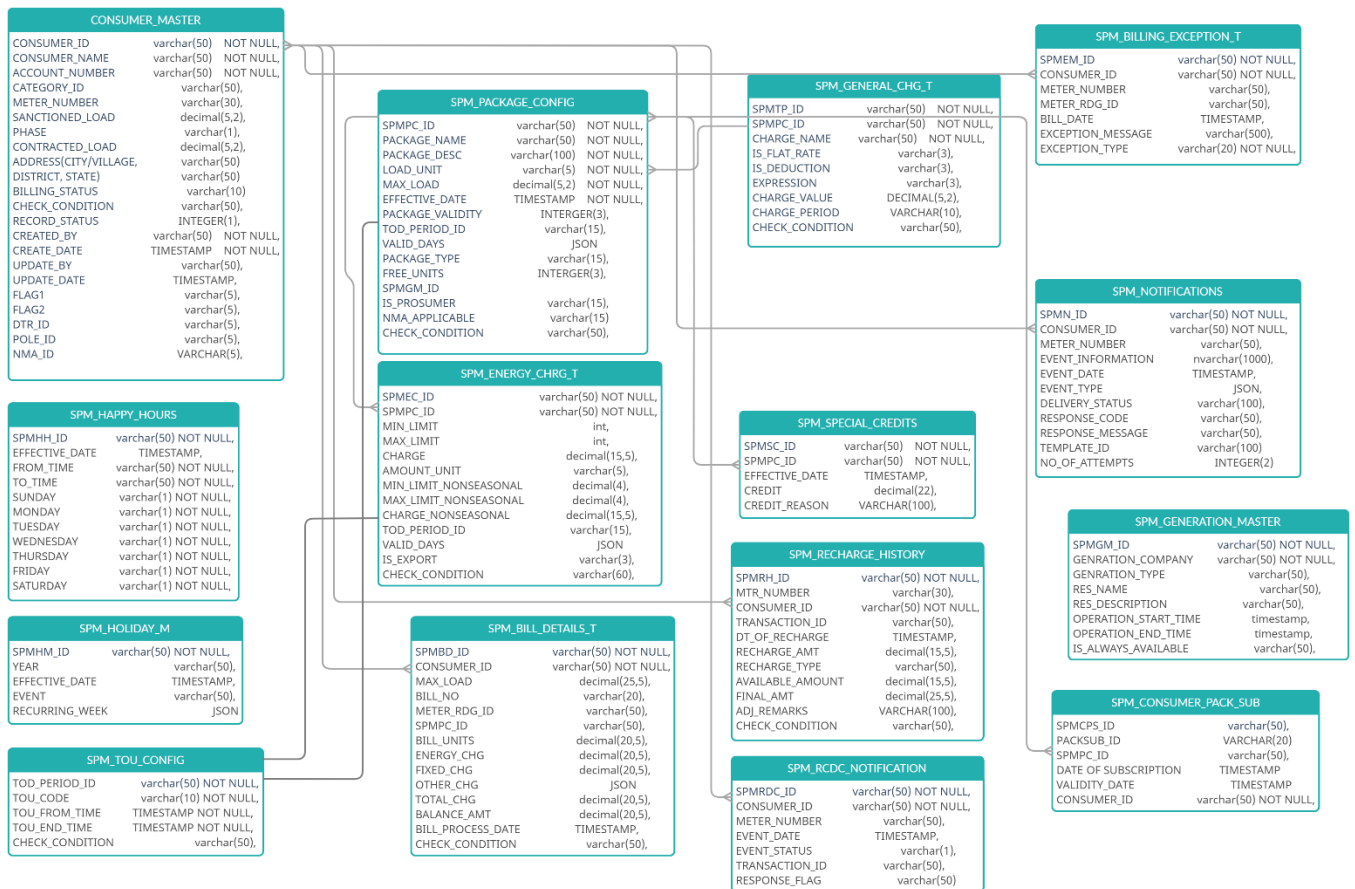 CONSUMER_MASTER
CONSUMER_ID varchar(50) NOT NULL,
CONSUMER_NAME varchar(50) NOT NULL,
ACCOUNT_NUMBER varchar(50) NOT NULL,
CATEGORY_ID varchar(50),
METER_NUMBER varchar(30),
SANCTIONED_LOAD decimal(5,2),
PHASE varchar(1),
CONTRACTED_LOAD decimal(5,2),
ADDRESS(CITY/VILLAGE, varchar(50)
DISTRICT, STATE) varchar(50)
BILLING_STATUS varchar(10)
CHECK_CONDITION varchar(50),
RECORD_STATUS INTEGER(1),
CREATED_BY varchar(50) NOT NULL,
CREATE_DATE TIMESTAMP NOT NULL,
UPDATE_BY varchar(50),
UPDATE_DATE TIMESTAMP,
FLAG1 varchar(5),
FLAG2 varchar(5),
DTR_ID varchar(5),
POLE_ID varchar(5),
NMA_ID VARCHAR(5),
SPM_HAPPY_HOURS
SPMHH_ID varchar(50) NOT NULL,
EFFECTIVE_DATE TIMESTAMP,
FROM_TIME varchar(50) NOT NULL,
TO_TIME varchar(50) NOT NULL,
SUNDAY varchar(1) NOT NULL,
MONDAY varchar(1) NOT NULL,
TUESDAY varchar(1) NOT NULL,
WEDNESDAY varchar(1) NOT NULL,
THURSDAY varchar(1) NOT NULL,
FRIDAY varchar(1) NOT NULL,
SATURDAY varchar(1) NOT NULL,
SPM_HOLIDAY_M
SPMHM_ID varchar(50) NOT NULL,
YEAR varchar(50),
EFFECTIVE_DATE TIMESTAMP,
EVENT varchar(50),
RECURRING_WEEK JSON
SPM_TOU_CONFIG
TOD_PERIOD_ID varchar(50) NOT NULL,
TOU_CODE varchar(10) NOT NULL,
TOU_FROM_TIME TIMESTAMP NOT NULL,
TOU_END_TIME TIMESTAMP NOT NULL,
CHECK_CONDITION varchar(50),
SPM_PACKAGE_CONFIG
SPMPC_ID varchar(50) NOT NULL,
PACKAGE_NAME varchar(50) NOT NULL,
PACKAGE_DESC varchar(100) NOT NULL,
LOAD_UNIT varchar(5) NOT NULL,
MAX_LOAD decimal(5,2) NOT NULL,
EFFECTIVE_DATE TIMESTAMP NOT NULL,
PACKAGE_VALIDITY INTERGER(3),
TOD_PERIOD_ID varchar(15),
VALID_DAYS JSON
PACKAGE_TYPE varchar(15),
FREE_UNITS INTERGER(3),
SPMGM_ID
IS_PROSUMER varchar(15),
NMA_APPLICABLE varchar(15)
CHECK_CONDITION varchar(50),
SPM_ENERGY_CHRG_T
SPMEC_ID varchar(50) NOT NULL,
SPMPC_ID varchar(50) NOT NULL,
MIN_LIMIT int,
MAX_LIMIT int,
CHARGE decimal(15,5),
AMOUNT_UNIT varchar(5),
MIN_LIMIT_NONSEASONAL decimal(4),
MAX_LIMIT_NONSEASONAL decimal(4),
CHARGE_NONSEASONAL decimal(15,5),
TOD_PERIOD_ID varchar(15),
VALID_DAYS JSON
IS_EXPORT varchar(3),
CHECK_CONDITION varchar(60),
SPM_BILL_DETAILS_T
SPMBD_ID varchar(50) NOT NULL,
CONSUMER_ID varchar(50) NOT NULL,
MAX_LOAD decimal(25,5),
BILL_NO varchar(20),
METER_RDG_ID varchar(50),
SPMPC_ID varchar(50),
BILL_UNITS decimal(20,5),
ENERGY_CHG decimal(20,5),
FIXED_CHG decimal(20,5),
OTHER_CHG JSON
TOTAL_CHG decimal(20,5),
BALANCE_AMT decimal(20,5),
BILL_PROCESS_DATE TIMESTAMP,
CHECK_CONDITION varchar(50),
SPM_GENERAL_CHG_T
SPMTP_ID varchar(50) NOT NULL,
SPMPC_ID varchar(50) NOT NULL,
CHARGE_NAME varchar(50) NOT NULL,
IS_FLAT_RATE varchar(3),
IS_DEDUCTION varchar(3),
EXPRESSION varchar(3),
CHARGE_VALUE DECIMAL(5,2),
CHARGE_PERIOD VARCHAR(10),
CHECK_CONDITION varchar(50),
SPM_SPECIAL_CREDITS
SPMSC_ID varchar(50) NOT NULL,
SPMPC_ID varchar(50) NOT NULL,
EFFECTIVE_DATE TIMESTAMP,
CREDIT decimal(22),
CREDIT_REASON VARCHAR(100),
SPM_RECHARGE_HISTORY
SPMRH_ID varchar(50) NOT NULL,
MTR_NUMBER varchar(30),
CONSUMER_ID varchar(50) NOT NULL,
TRANSACTION_ID varchar(50),
DT_OF_RECHARGE TIMESTAMP,
RECHARGE_AMT decimal(15,5),
RECHARGE_TYPE varchar(50),
AVAILABLE_AMOUNT decimal(15,5),
FINAL_AMT decimal(25,5),
ADJ_REMARKS VARCHAR(100),
CHECK_CONDITION varchar(50),
SPM_RCDC_NOTIFICATION
SPMRDC_ID varchar(50) NOT NULL,
CONSUMER_ID varchar(50) NOT NULL,
METER_NUMBER varchar(50),
EVENT_DATE TIMESTAMP,
EVENT_STATUS varchar(1),
TRANSACTION_ID varchar(50),
RESPONSE_FLAG varchar(50)
SPM_BILLING_EXCEPTION_T
SPMEM_ID varchar(50) NOT NULL,
CONSUMER_ID varchar(50) NOT NULL,
METER_NUMBER varchar(50),
METER_RDG_ID varchar(50),
BILL_DATE TIMESTAMP,
EXCEPTION_MESSAGE varchar(500),
EXCEPTION_TYPE varchar(20) NOT NULL,
SPM_NOTIFICATIONS
SPMN_ID varchar(50) NOT NULL,
CONSUMER_ID varchar(50) NOT NULL,
METER_NUMBER varchar(50),
EVENT_INFORMATION nvarchar(1000),
EVENT_DATE TIMESTAMP,
EVENT_TYPE JSON,
DELIVERY_STATUS varchar(100),
RESPONSE_CODE varchar(50),
RESPONSE_MESSAGE varchar(50),
TEMPLATE_ID varchar(100)
NO_OF_ATTEMPTS INTEGER(2)
SPM_GENERATION_MASTER
SPMGM_ID varchar(50) NOT NULL,
GENRATION_COMPANY varchar(50) NOT NULL,
GENRATION_TYPE varchar(50),
RES_NAME varchar(50),
RES_DESCRIPTION varchar(50),
OPERATION_START_TIME timestamp,
OPERATION_END_TIME timestamp,
IS_ALWAYS_AVAILABLE varchar(50),
SPM_CONSUMER_PACK_SUB
SPMCPS_ID varchar(50),
PACKSUB_ID VARCHAR(20)
SPMPC_ID varchar(50),
DATE OF SUBSCRIPTION TIMESTAMP
VALIDITY_DATE TIMESTAMP
CONSUMER_ID varchar(50) NOT NULL,